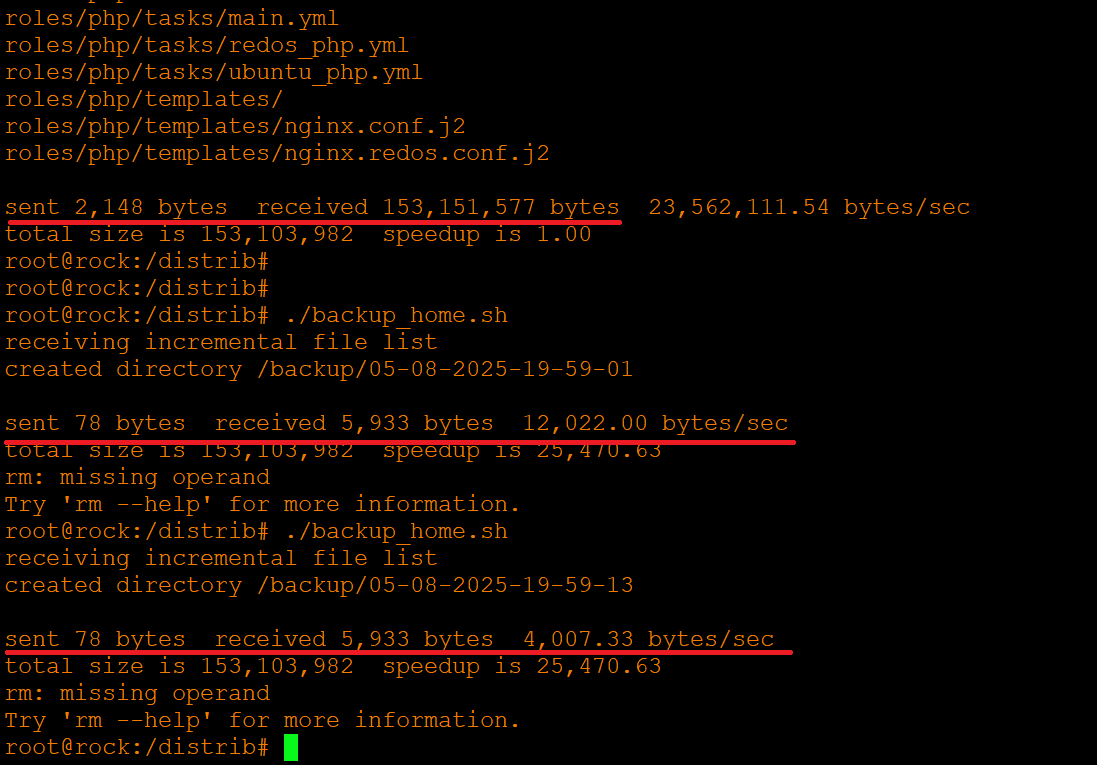 roles/php/tasks/main.yml
roles/php/tasks/redos_php.yml
roles/php/tasks/ubuntu_php.yml
roles/php/templates/
roles/php/templates/nginx.conf.j2
roles/php/templates/nginx.redos.conf.j2
sent 2,148 bytes  received 153,151,577 bytes  23,562,111.54 bytes/sec
total size is 153,103,982  speedup is 1.00
root@rock:/distrib#
root@rock:/distrib#
root@rock:/distrib# ./backup_home.sh
receiving incremental file list
created directory /backup/05-08-2025-19-59-01
sent 78 bytes  received 5,933 bytes  12,022.00 bytes/sec
total size is 153,103,982  speedup is 25,470.63
rm: missing operand
Try 'rm --help' for more information.
root@rock:/distrib# ./backup_home.sh
receiving incremental file list
created directory /backup/05-08-2025-19-59-13
sent 78 bytes  received 5,933 bytes  4,007.33 bytes/sec
total size is 153,103,982  speedup is 25,470.63
rm: missing operand
Try 'rm --help' for more information.
root@rock:/distrib#